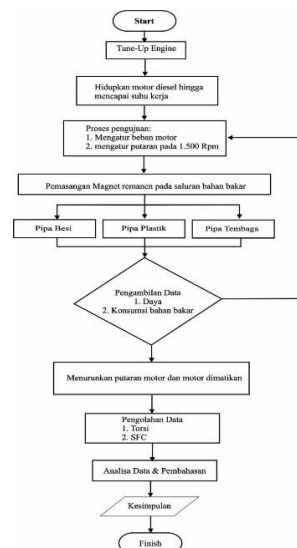 Start
Tune-Up Engine
Hidupkan motor diesel hingga
mencapai suhu kerja
Proses pengujuan:
1. Mengatur beban motor
2. mengatur putaran pada 1.500 Rpm
Pemasangan Magnet remanen pada saluran bahan bakar
Pipa Besi
Pipa Plastik
Pipa Tembaga
Pengambilan Data
1. Daya
2. Konsumsi bahan bakar
Menurunkan putaran motor dan motor dimatikan
Pengolahan Data
1. Torsi
2. SFC
Analisa Data & Pembahasan
Kesimpulan
Finish